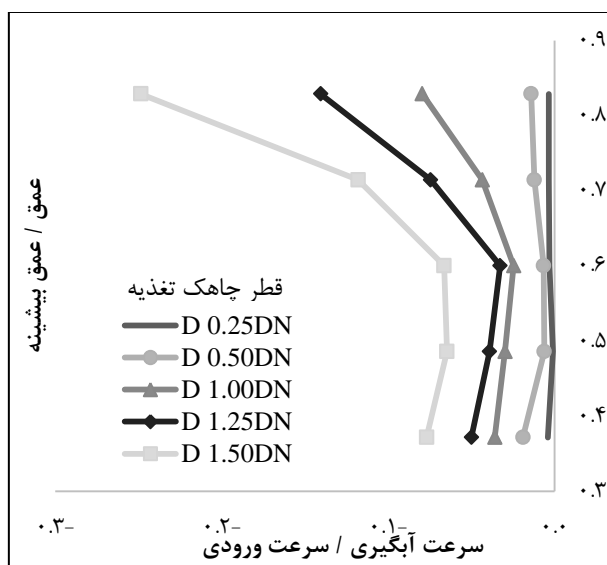 ۰.۹
۰.۸
۰.۷
۰.۶
۰.۵
۰.۴
۰.۳
عمق / عمق بیشینه
قطر چاهک تغذیه
D 0.25DN
D 0.50DN
D 1.00DN
D 1.25DN
D 1.50DN
-۰.۳
-۰.۲
-۰.۱
۰.۰
سرعت آبگیری / سرعت ورودی